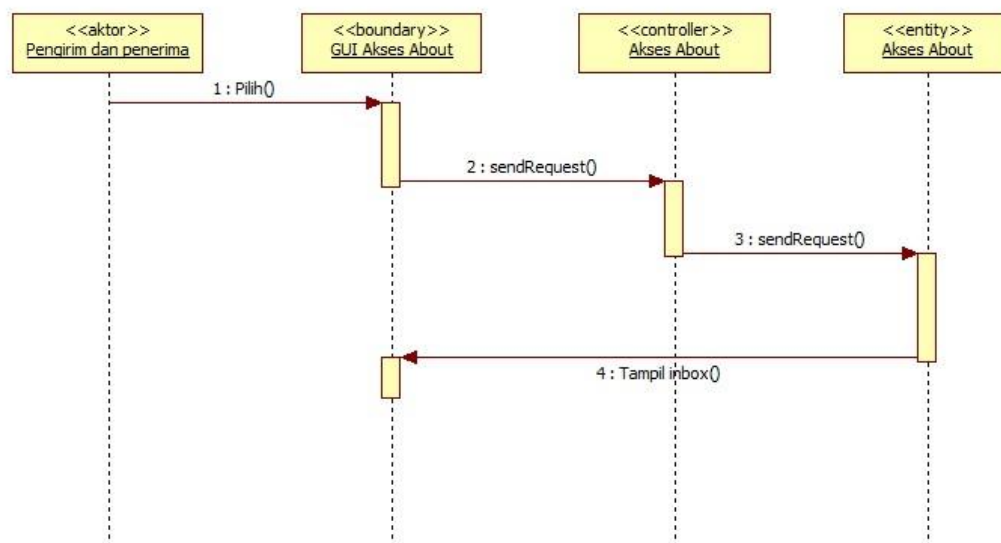 <<aktor>>
Pengirim dan penerima
<<boundary>>
GUI Akses About
<<controller>>
Akses About
<<entity>>
Akses About
1 : Pilih()
2 : sendRequest()
3 : sendRequest()
4 : Tampil inbox()